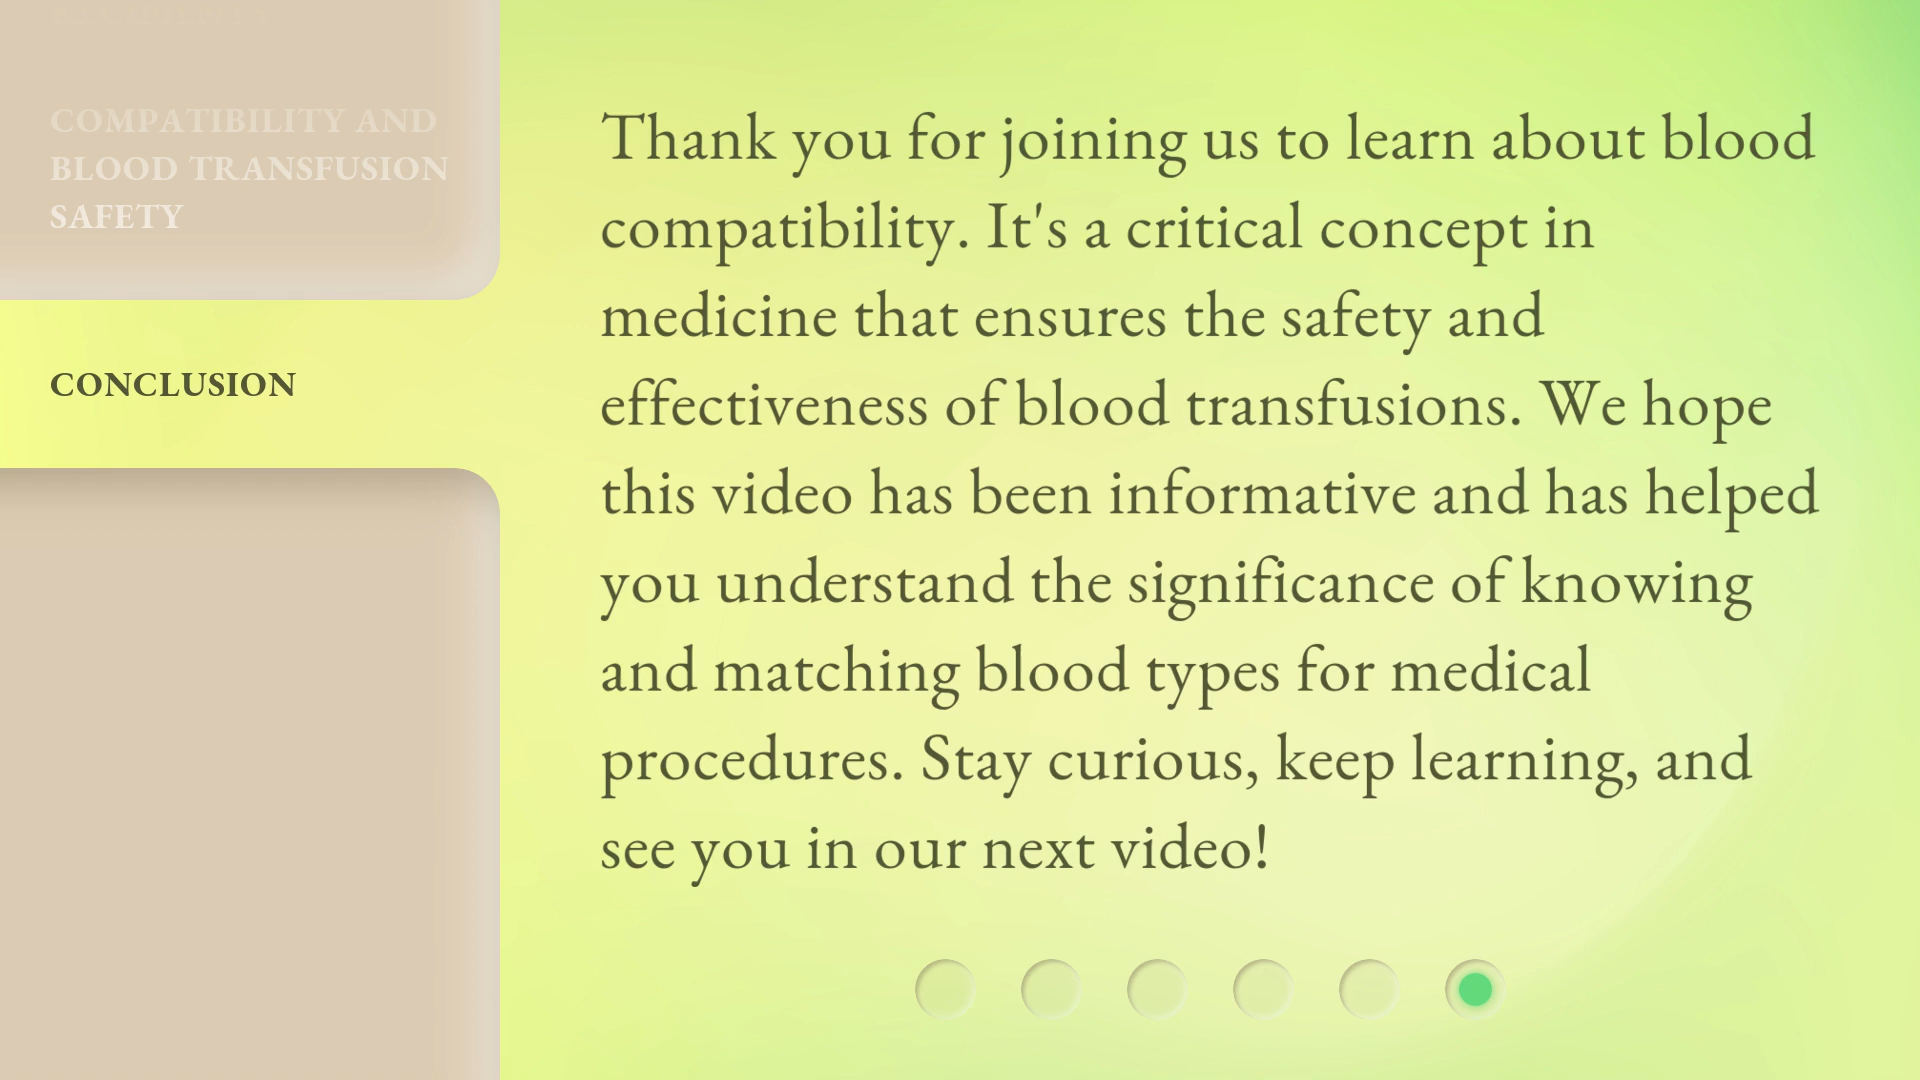 COMPATIBILITY AND
BLOOD TRANSFUSION
SAFETY
CONCLUSION
Thank you for joining us to learn about blood
compatibility. It's a critical concept in
medicine that ensures the safety and
effectiveness of blood transfusions. We hope
this video has been informative and has helped
you understand the significance of knowing
and matching blood types for medical
procedures. Stay curious, keep learning, and
see you in our next video!